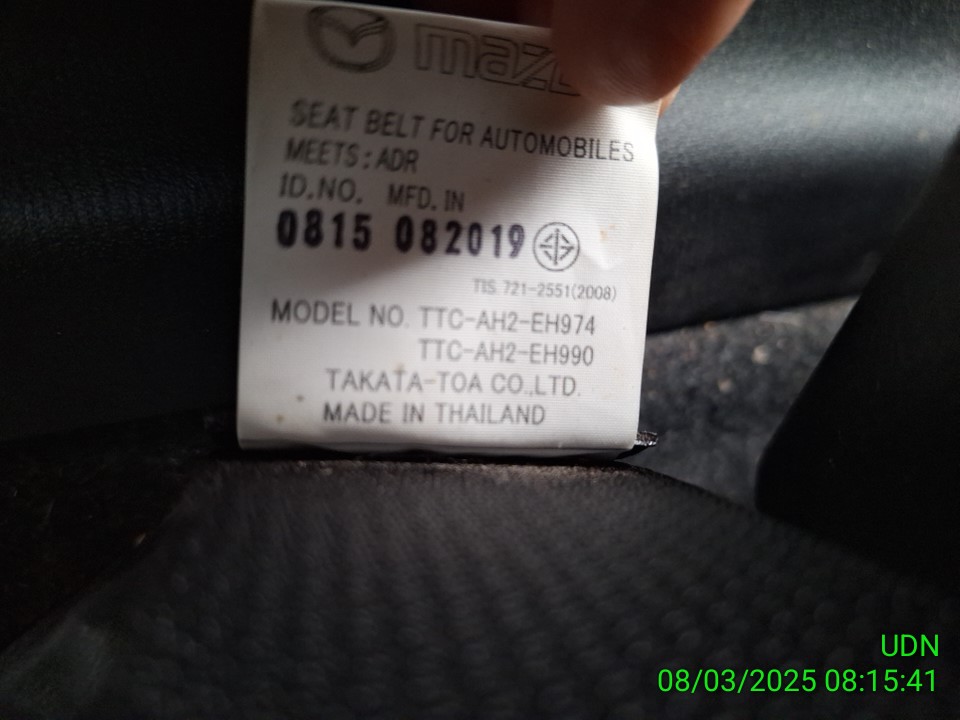 SEAT BELT FOR AUTOMOBILES
MEETS : ADR
ID.NO. MFD. IN
0815 082019
TIS. 721-2551(2008)
MODEL NO. TTC-AH2-EH974
TTC-AH2-EH990
TAKATA-TOA CO.,LTD.
MADE IN THAILAND
UDN
08/03/2025 08:15:41